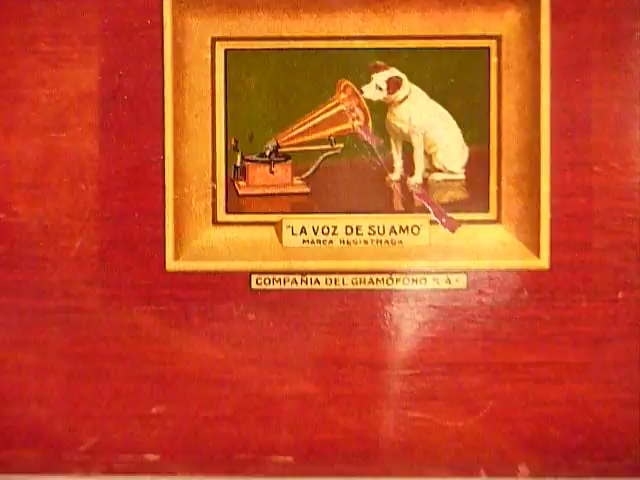 "LA VOZ DE SU AMO"
MARCA REGISTRADA
COMPAÑIA DEL GRAMÓFONO